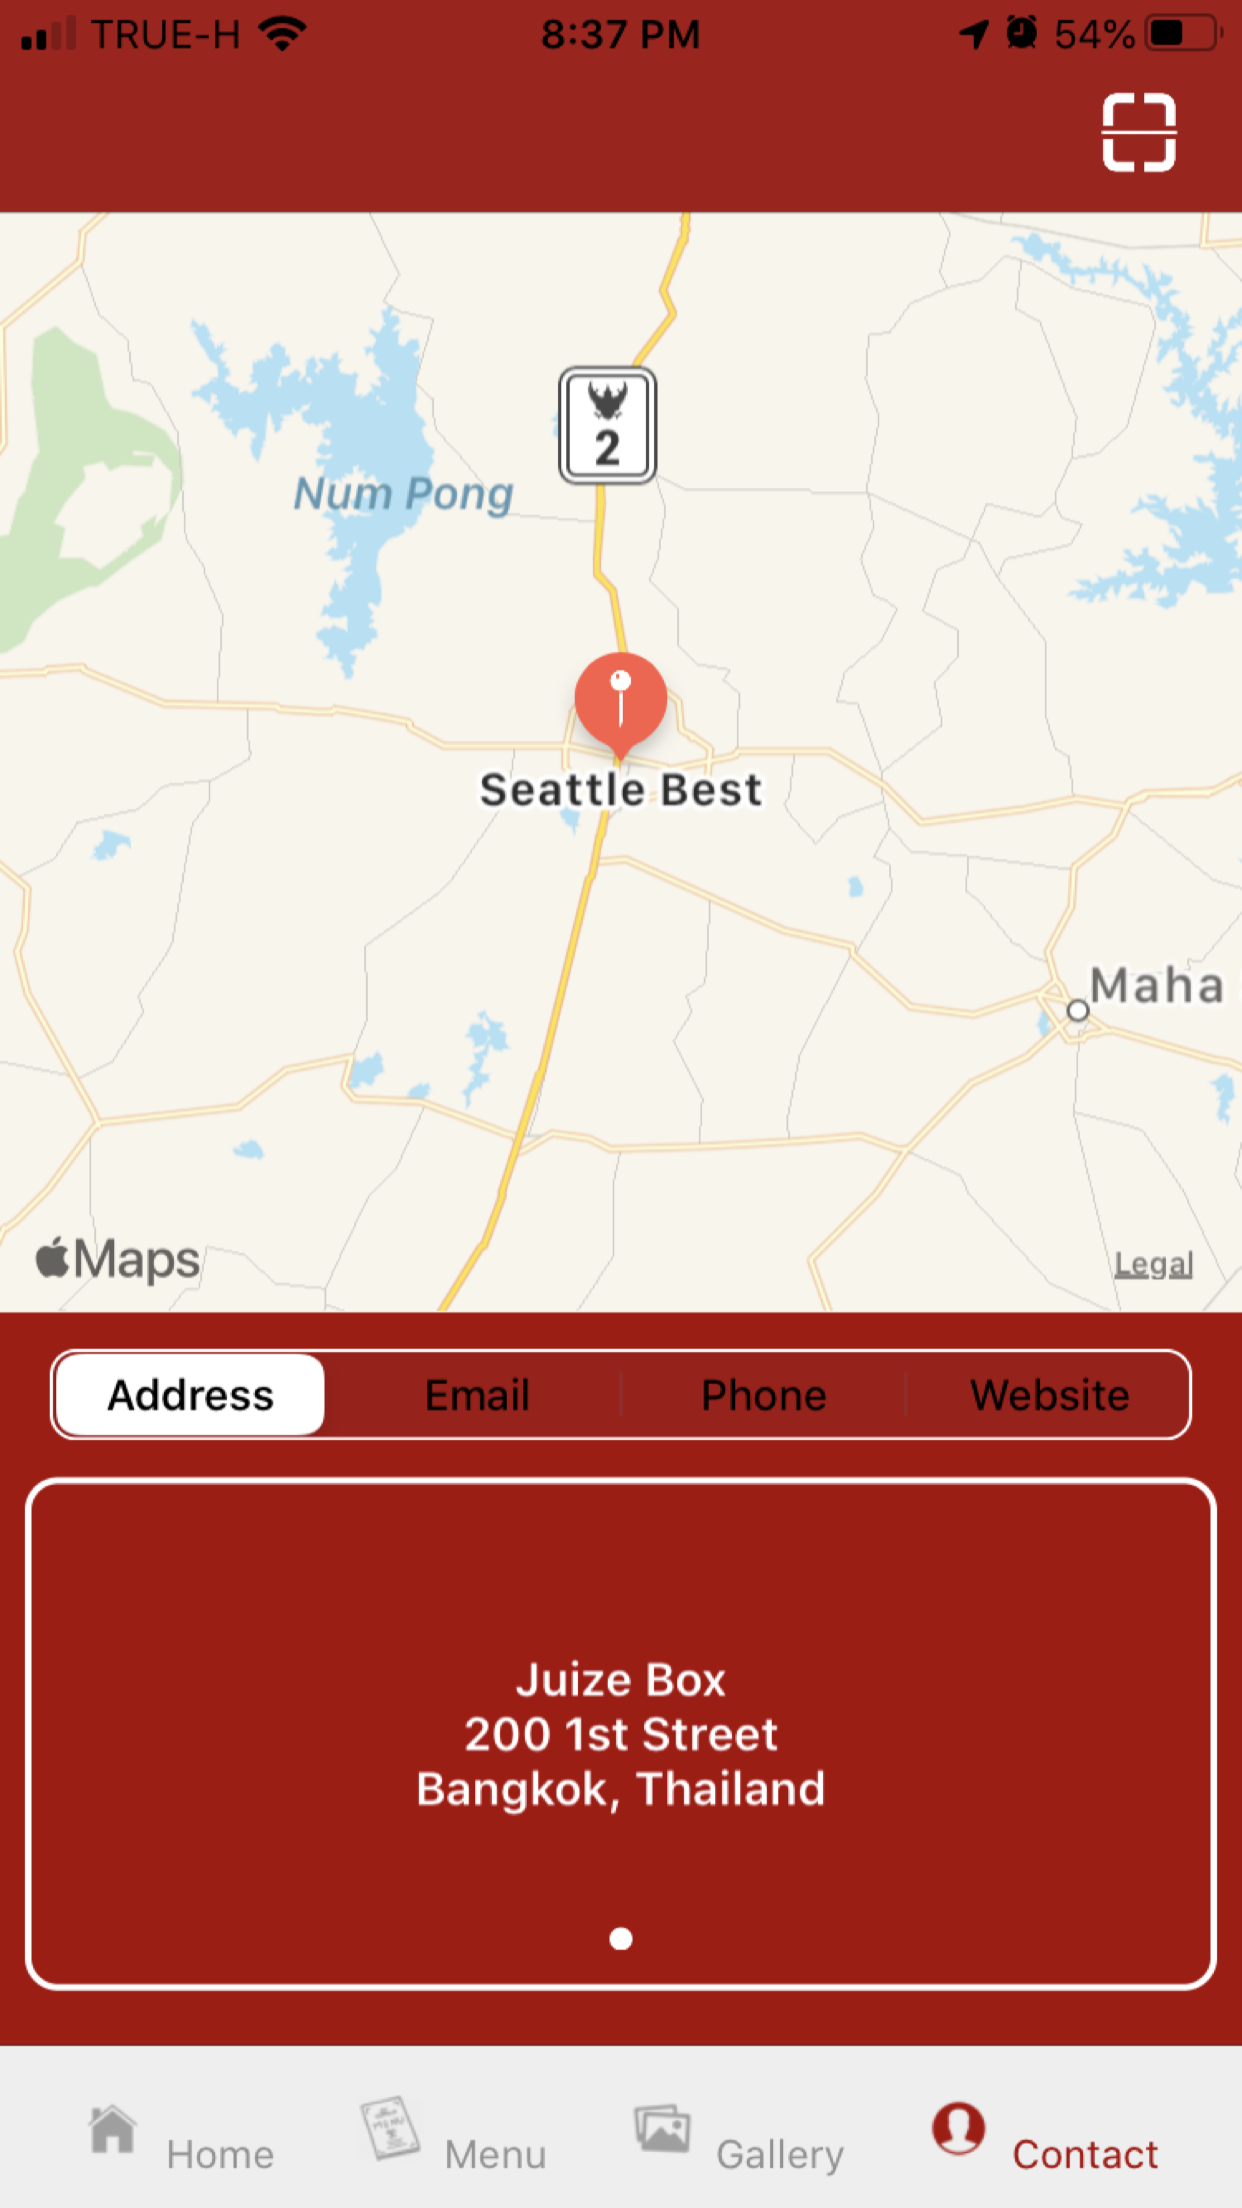 TRUE-H 8:37 PM 54%
2
Num Pong
Seattle Best
Maha
Maps
Legal
Address Email Phone Website
Juize Box
200 1st Street
Bangkok, Thailand
MENU
Home Menu Gallery Contact